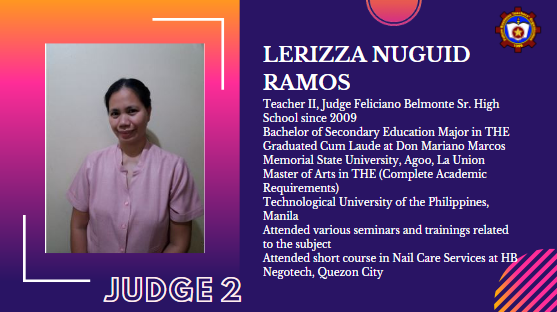 LERIZZA NUGUID
RAMOS
Teacher II, Judge Feliciano Belmonte Sr. High
School since 2009
Bachelor of Secondary Education Major in THE
Graduated Cum Laude at Don Mariano Marcos
Memorial State University, Agoo, La Union
Master of Arts in THE (Complete Academic
Requirements)
Technological University of the Philippines,
Manila
Attended various seminars and trainings related
to the subject
Attended short course in Nail Care Services at HB
Negotech, Quezon City
JUDGE 2